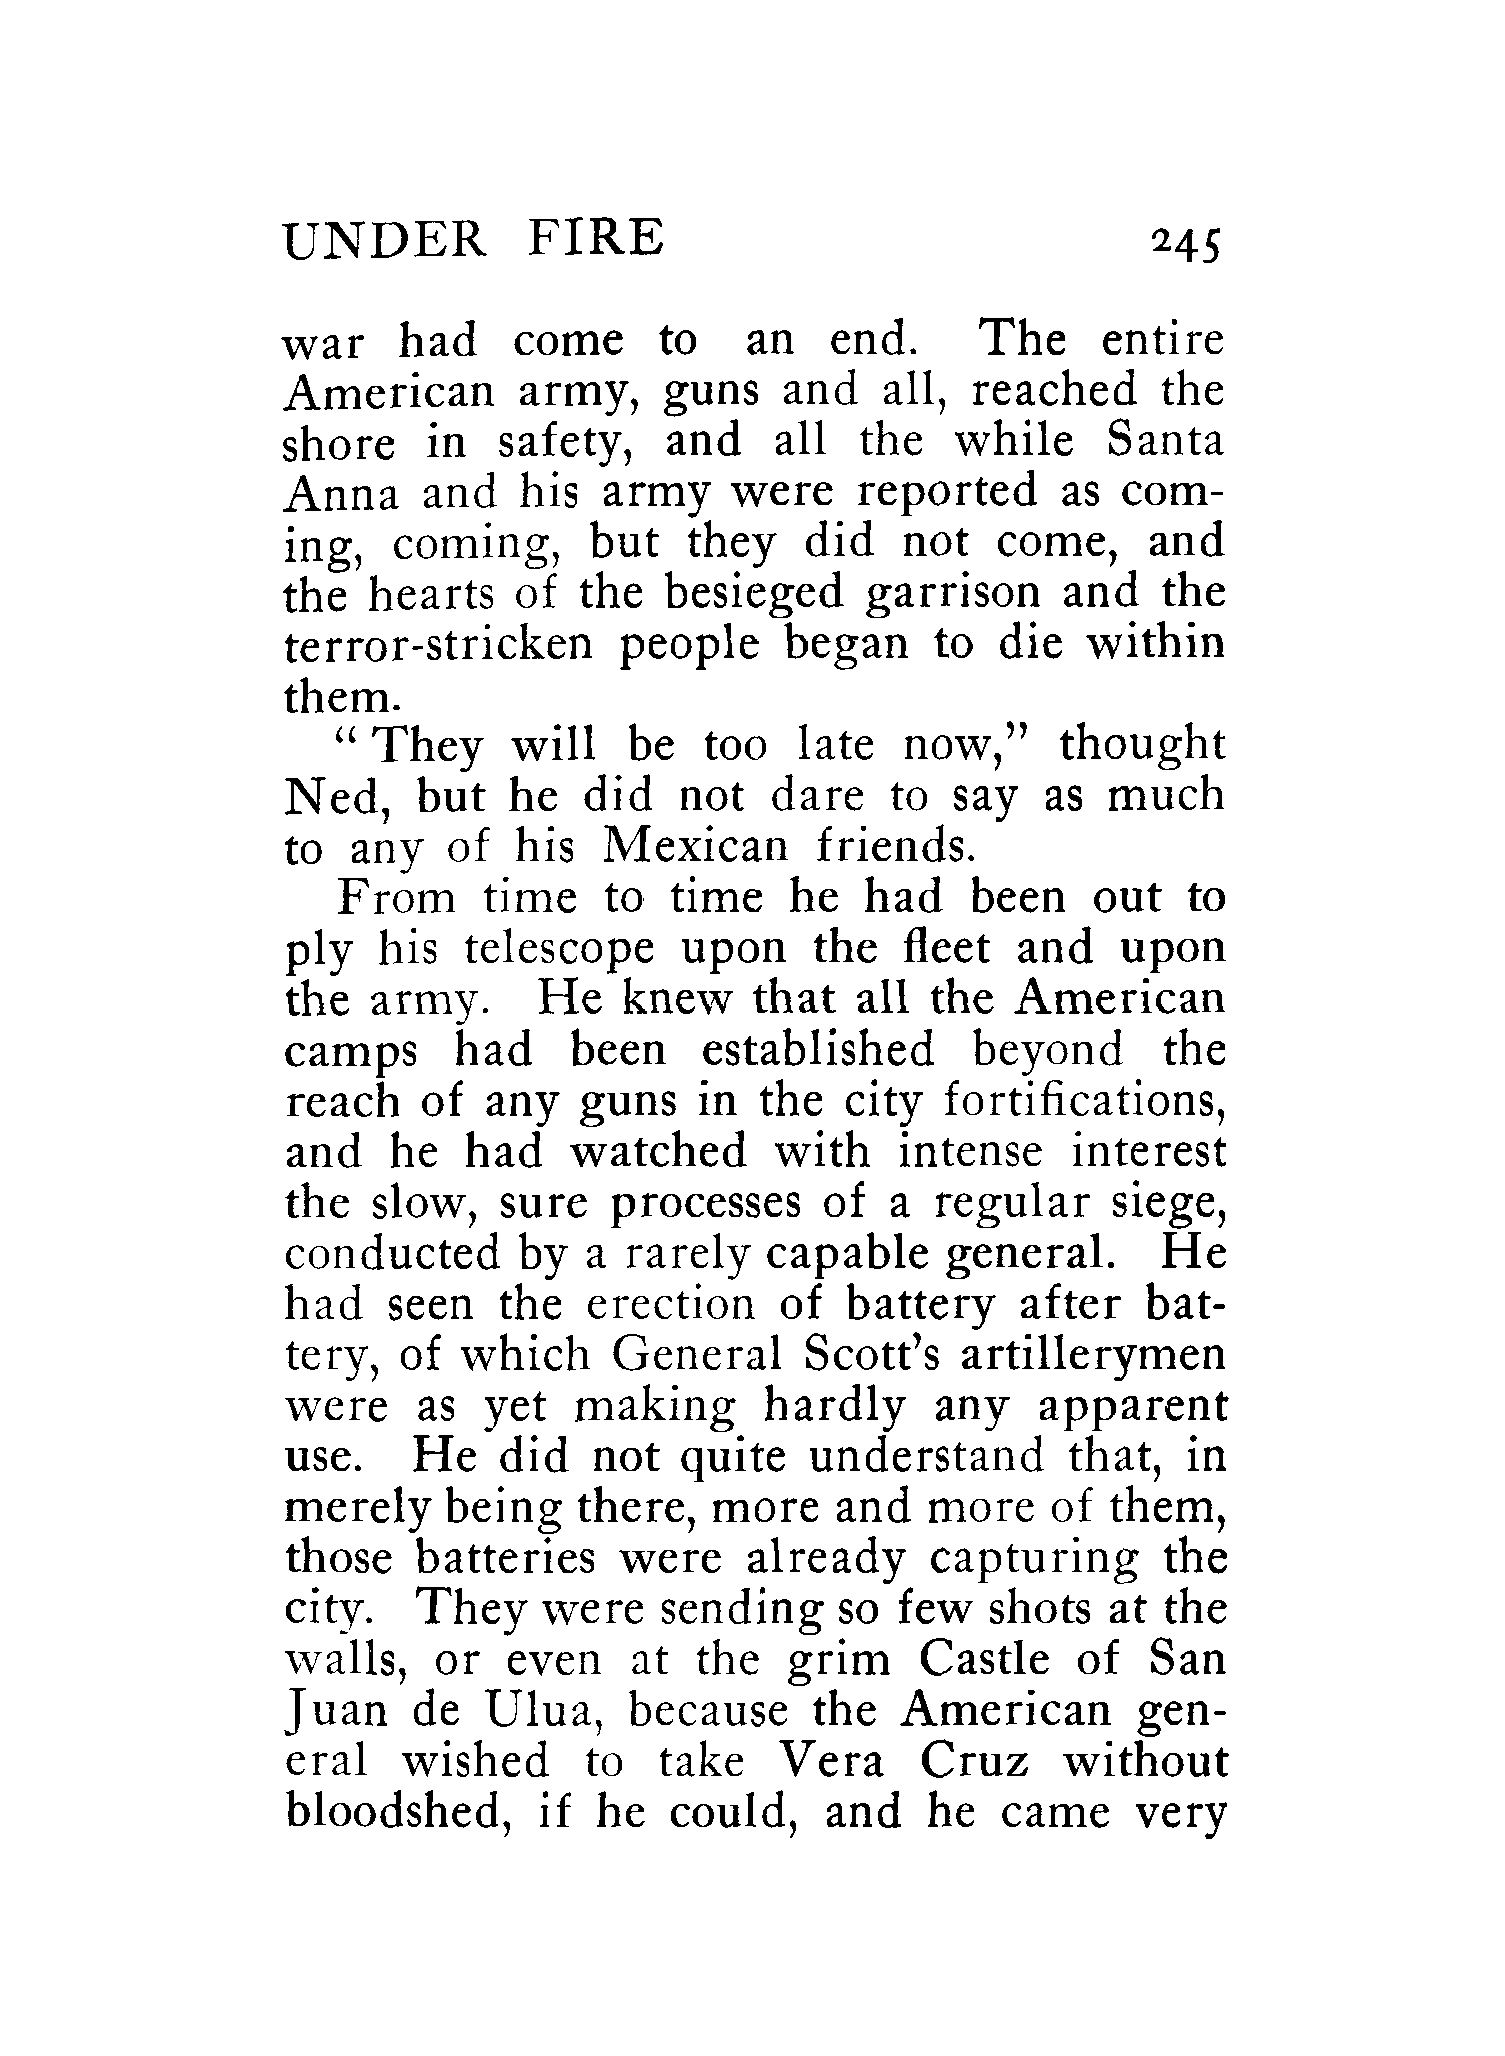 UNDER FIRE 245
war had come to an end. The entire
American army, guns and all, reached the
shore in safety, and all the while Santa
Anna and his army were reported as com-
ing, coming, but they did not come, and
the hearts of the besieged garrison and the
terror-stricken people began to die within
them.
“They will be too late now,” thought
Ned, but he did not dare to say as much
to any of his Mexican friends.
From time to time he had been out to
ply his telescope upon the fleet and upon
the army. He knew that all the American
camps had been established beyond the
reach of any guns in the city fortifications,
and he had watched with intense interest
the slow, sure processes of a regular siege,
conducted by a rarely capable general. He
had seen the erection of battery after bat-
tery, of which General Scott’s artillerymen
were as yet making hardly any apparent
use. He did not quite understand that, in
merely being there, more and more of them,
those batteries were already capturing the
city. They were sending so few shots at the
walls, or even at the grim Castle of San
Juan de Ulua, because the American gen-
eral wished to take Vera Cruz without
bloodshed, if he could, and he came very